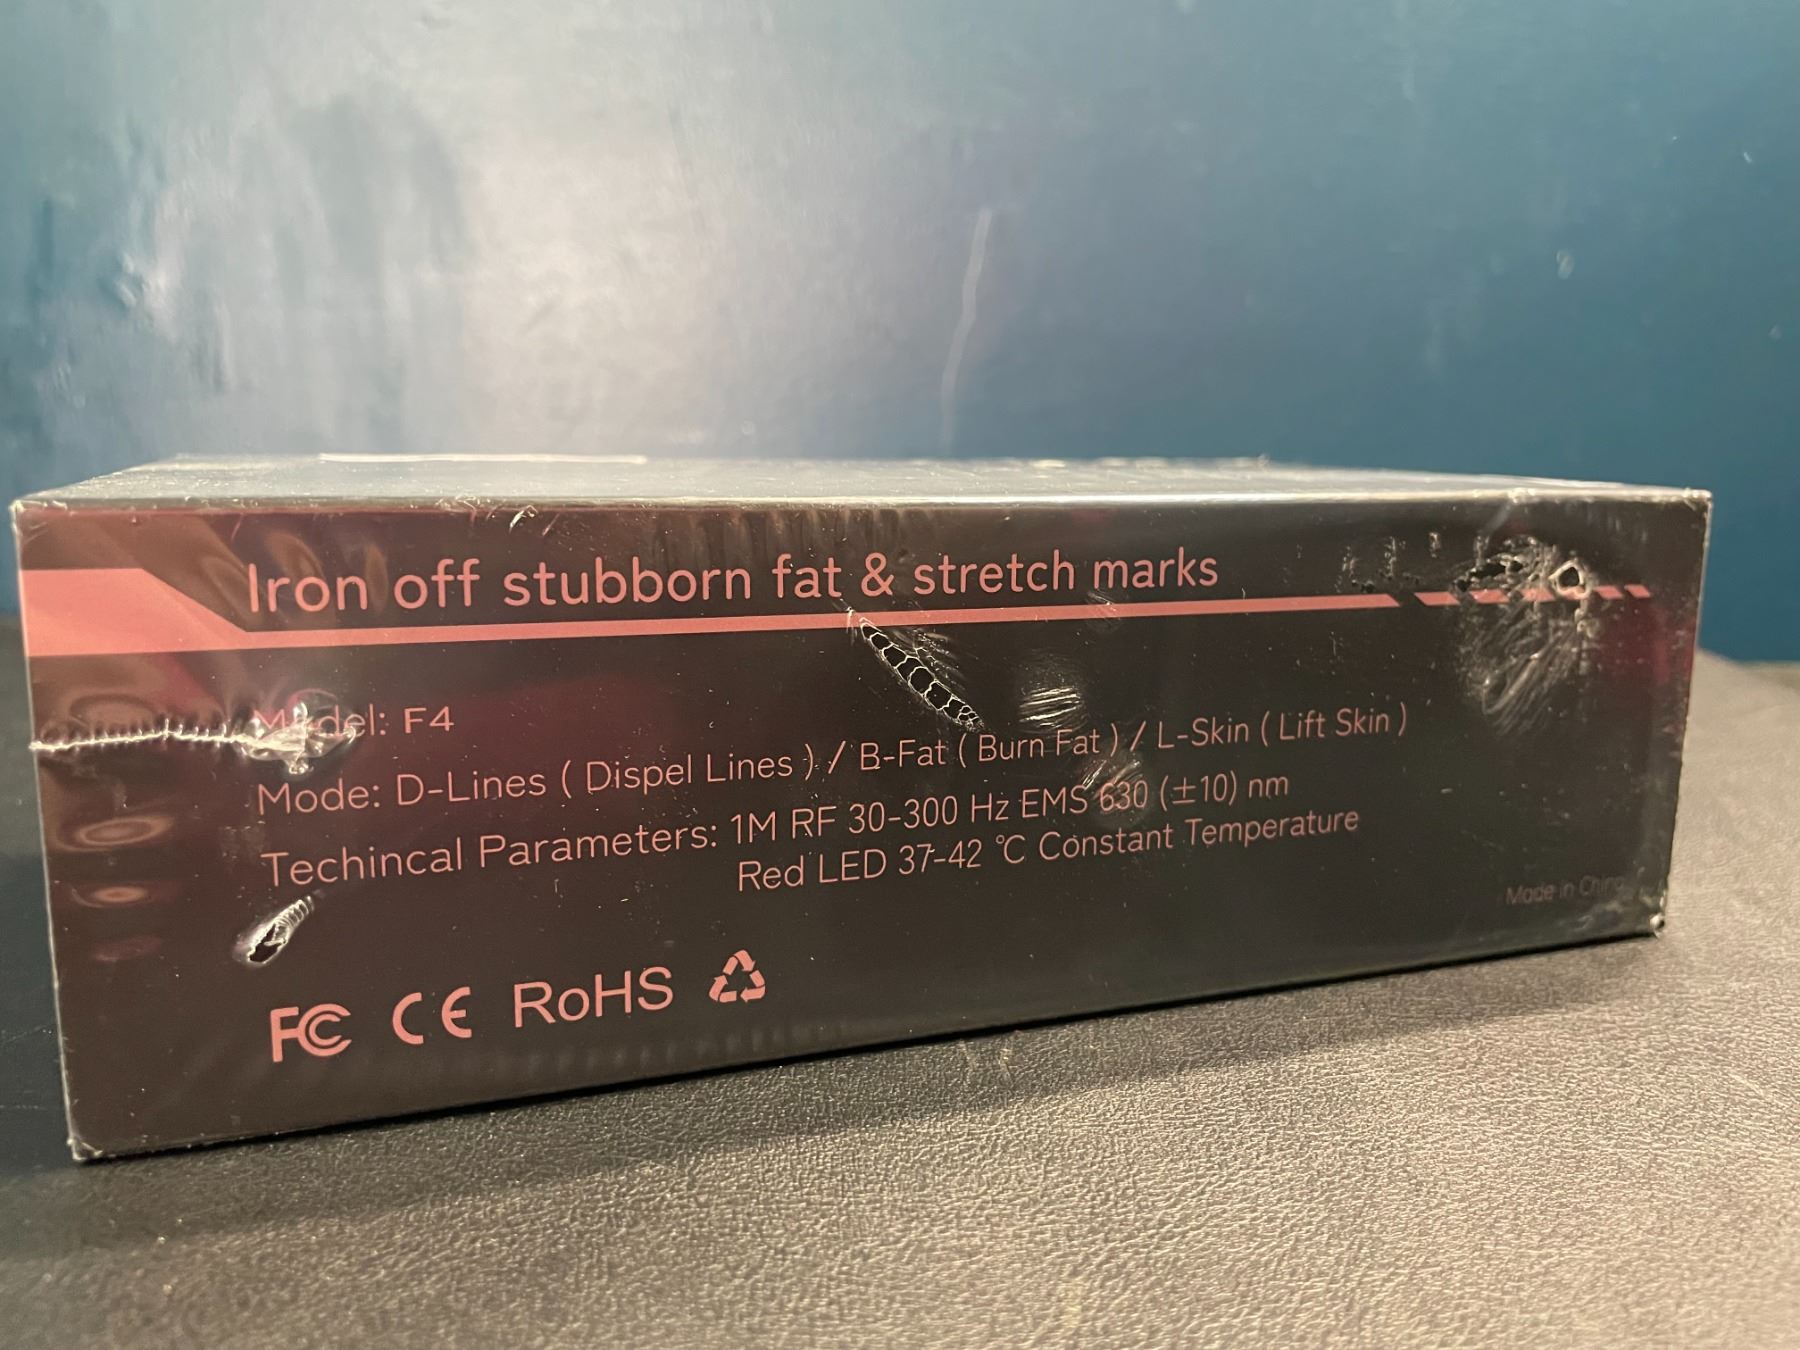 Iron off stubborn fat & stretch marks
Model: F4
Mode: D-Lines ( Dispel Lines ) / B-Fat ( Burn Fat ) / L-Skin ( Lift Skin )
Techincal Parameters: 1M RF 30-300 Hz EMS 630 (±10) nm
Red LED 37-42 °C Constant Temperature
Made in China
FC CE RoHS